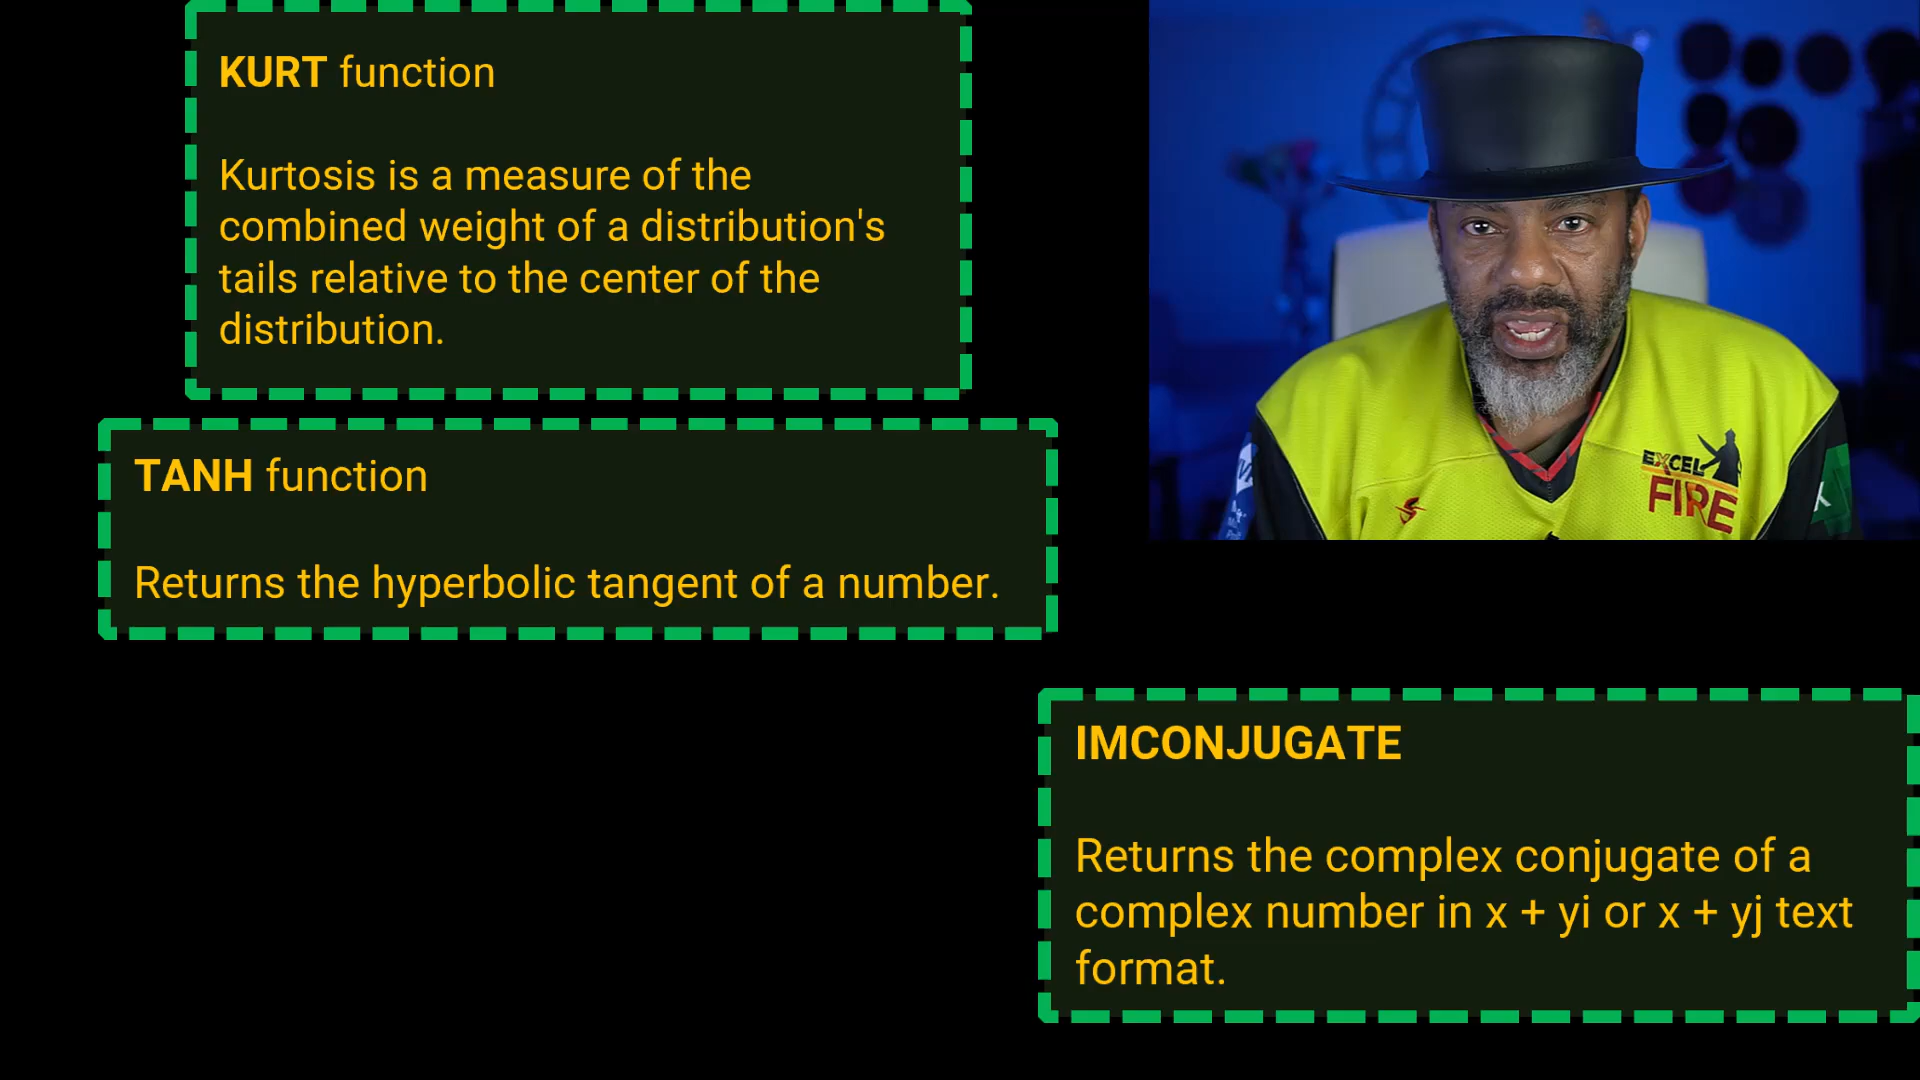 KURT function
Kurtosis is a measure of the
combined weight of a distribution's
tails relative to the center of the
distribution.
TANH function
Returns the hyperbolic tangent of a number.
EXCEL
FIRE
X
IMCONJUGATE
Returns the complex conjugate of a
complex number in x + yi or x + yj text
format.